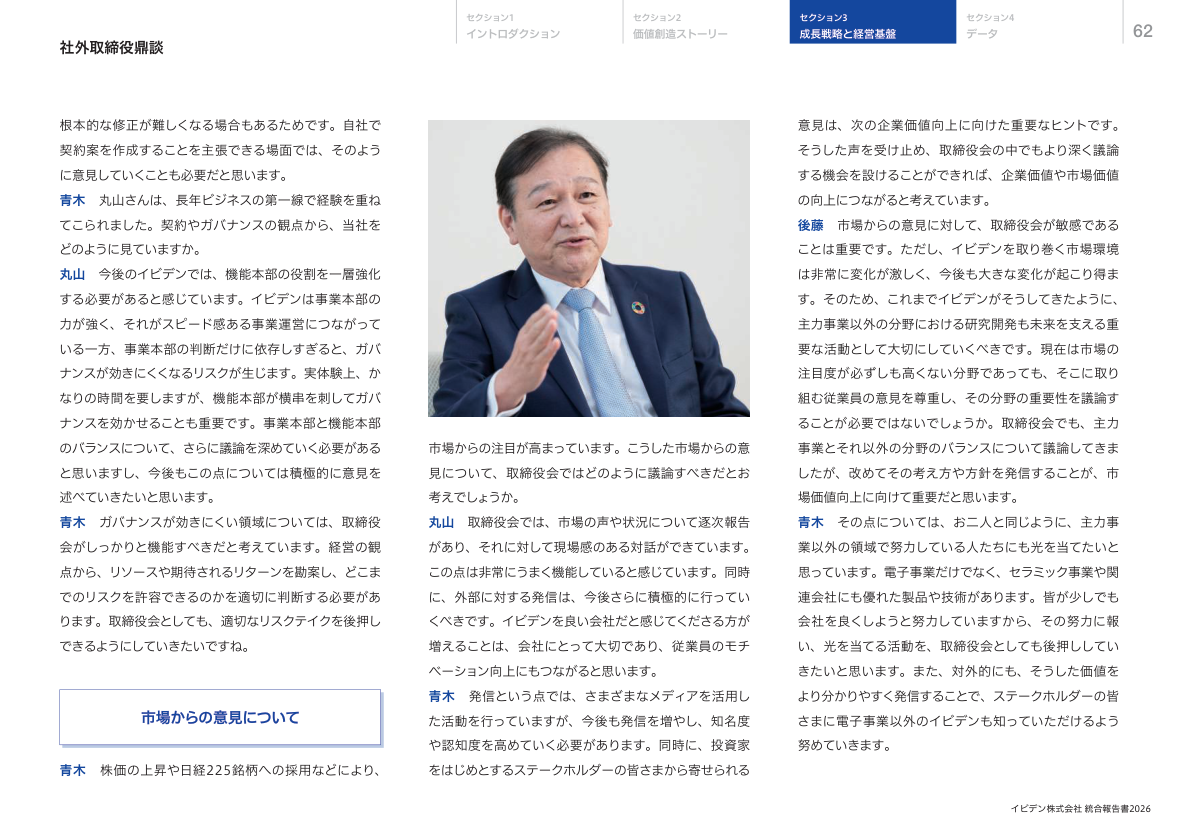 社外取締役鼎談
セクション1
イントロダクション
セクション2
価値創造ストーリー
セクション3
成長戦略と経営基盤
セクション4
データ
62
根本的な修正が難しくなる場合もあるためです。自社で
契約案を作成することを主張できる場面では、そのよう
に意見していくことも必要だと思います。
青木　丸山さんは、長年ビジネスの第一線で経験を重ね
てこられました。契約やガバナンスの観点から、当社を
どのように見ていますか。
丸山　今後のイビデンでは、機能本部の役割を一層強化
する必要があると感じています。イビデンは事業本部の
力が強く、それがスピード感ある事業運営につながって
いる一方、事業本部の判断だけに依存しすぎると、ガバ
ナンスが効きにくくなるリスクが生じます。実体験上、か
なりの時間を要しますが、機能本部が横串を刺してガバ
ナンスを効かせることも重要です。事業本部と機能本部
のバランスについて、さらに議論を深めていく必要がある
と思いますし、今後もこの点については積極的に意見を
述べていきたいと思います。
青木　ガバナンスが効きにくい領域については、取締役
会がしっかりと機能すべきだと考えています。経営の観
点から、リソースや期待されるリターンを勘案し、どこま
でのリスクを許容できるのかを適切に判断する必要があ
ります。取締役会としても、適切なリスクテイクを後押し
できるようにしていきたいですね。
市場からの意見について
青木　株価の上昇や日経225銘柄への採用などにより、
市場からの注目が高まっています。こうした市場からの意
見について、取締役会ではどのように議論すべきだとお
考えでしょうか。
丸山　取締役会では、市場の声や状況について逐次報告
があり、それに対して現場感のある対話ができています。
この点は非常にうまく機能していると感じています。同時
に、外部に対する発信は、今後さらに積極的に行ってい
くべきです。イビデンを良い会社だと感じてくださる方が
増えることは、会社にとって大切であり、従業員のモチ
ベーション向上にもつながると思います。
青木　発信という点では、さまざまなメディアを活用し
た活動を行っていますが、今後も発信を増やし、知名度
や認知度を高めていく必要があります。同時に、投資家
をはじめとするステークホルダーの皆さまから寄せられる
意見は、次の企業価値向上に向けた重要なヒントです。
そうした声を受け止め、取締役会の中でもより深く議論
する機会を設けることができれば、企業価値や市場価値
の向上につながると考えています。
後藤　市場からの意見に対して、取締役会が敏感である
ことは重要です。ただし、イビデンを取り巻く市場環境
は非常に変化が激しく、今後も大きな変化が起こり得ま
す。そのため、これまでイビデンがそうしてきたように、
主力事業以外の分野における研究開発も未来を支える重
要な活動として大切にしていくべきです。現在は市場の
注目度が必ずしも高くない分野であっても、そこに取り
組む従業員の意見を尊重し、その分野の重要性を議論す
ることが必要ではないでしょうか。取締役会でも、主力
事業とそれ以外の分野のバランスについて議論してきま
したが、改めてその考え方や方針を発信することが、市
場価値向上に向けて重要だと思います。
青木　その点については、お二人と同じように、主力事
業以外の領域で努力している人たちにも光を当てたいと
思っています。電子事業だけでなく、セラミック事業や関
連会社にも優れた製品や技術があります。皆が少しでも
会社を良くしようと努力していますから、その努力に報
い、光を当てる活動を、取締役会としても後押ししてい
きたいと思います。また、対外的にも、そうした価値を
より分かりやすく発信することで、ステークホルダーの皆
さまに電子事業以外のイビデンも知っていただけるよう
努めていきます。
イビデン株式会社 統合報告書2026